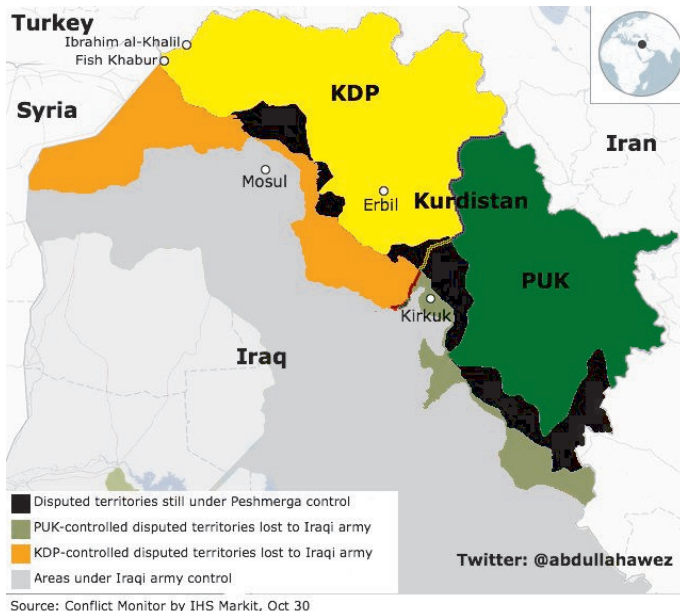 Turkey
Ibrahim al-Khalil
Fish Khabur
KDP
Syria
Iran
Mosul
Erbil
Kurdistan
PUK
Kirkuk
Iraq
Disputed territories still under Peshmerga control
PUK-controlled disputed territories lost to Iraqi army
KDP-controlled disputed territories lost to Iraqi army
Areas under Iraqi army control
Twitter: @abdullahawez
Source: Conflict Monitor by IHS Markit, Oct 30